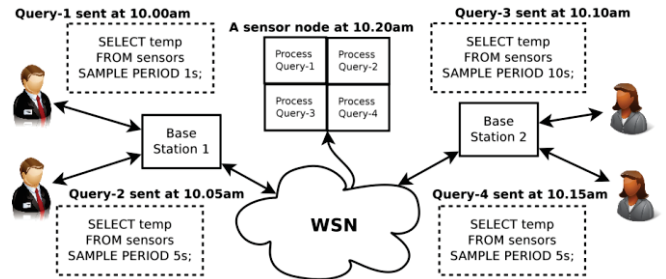 Query-1 sent at 10.00am
SELECT temp
FROM sensors
SAMPLE PERIOD 1s;
A sensor node at 10.20am
Process
Query-1
Process
Query-2
Process
Query-3
Process
Query-4
Query-3 sent at 10.10am
SELECT temp
FROM sensors
SAMPLE PERIOD 10s;
Base
Station 1
Base
Station 2
Query-2 sent at 10.05am
SELECT temp
FROM sensors
SAMPLE PERIOD 5s;
WSN
Query-4 sent at 10.15am
SELECT temp
FROM sensors
SAMPLE PERIOD 5s;